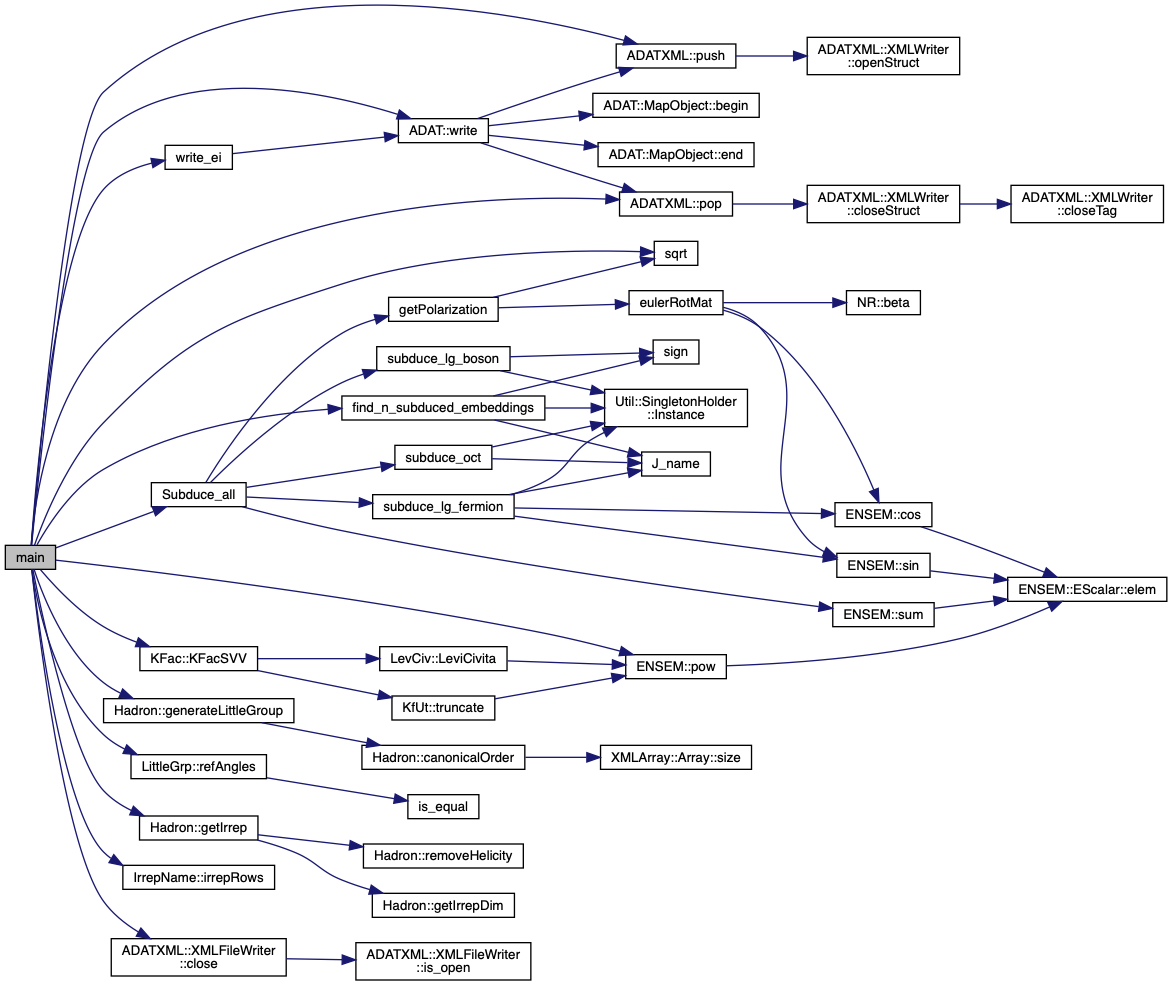 ADATXML::push
ADATXML::XMLWriter
::openStruct
ADAT::MapObject::begin
ADAT::write
write_ei
ADAT::MapObject::end
ADATXML::pop
ADATXML::XMLWriter
::closeStruct
ADATXML::XMLWriter
::closeTag
sqrt
getPolarization
eulerRotMat
NR::beta
subduce_lg_boson
sign
find_n_subduced_embeddings
Util::SingletonHolder
::Instance
subduce_oct
J_name
Subduce_all
subduce_lg_fermion
ENSEM::cos
main
ENSEM::sin
ENSEM::EScalar::elem
ENSEM::sum
KFac::KFacSVV
LevCiv::LeviCivita
ENSEM::pow
KfUt::truncate
Hadron::generateLittleGroup
Hadron::canonicalOrder
XMLArray::Array::size
LittleGrp::refAngles
is_equal
Hadron::getIrrep
Hadron::removeHelicity
IrrepName::irrepRows
Hadron::getIrrepDim
ADATXML::XMLFileWriter
::close
ADATXML::XMLFileWriter
::is_open